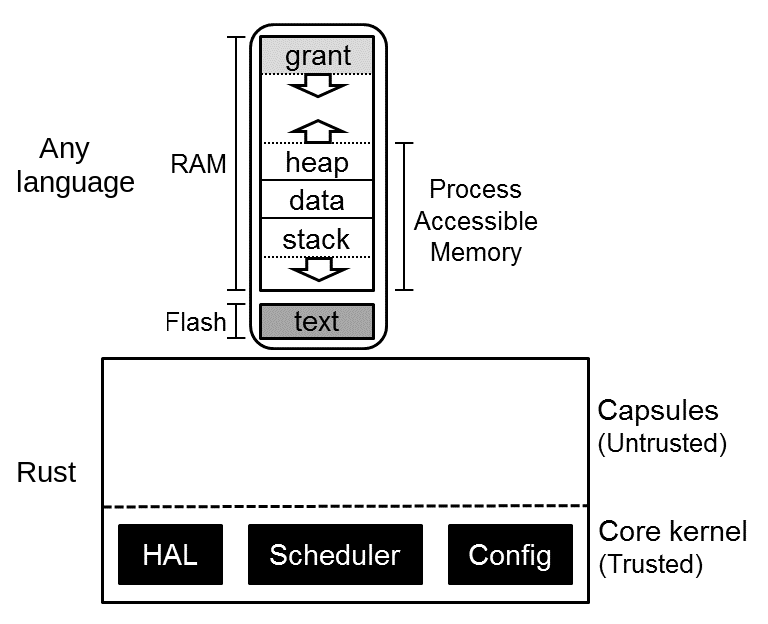 grant
Any
language
RAM
heap
data
stack
Process
Accessible
Memory
Flash
text
Capsules
(Untrusted)
Rust
Core kernel
(Trusted)
HAL
Scheduler
Config